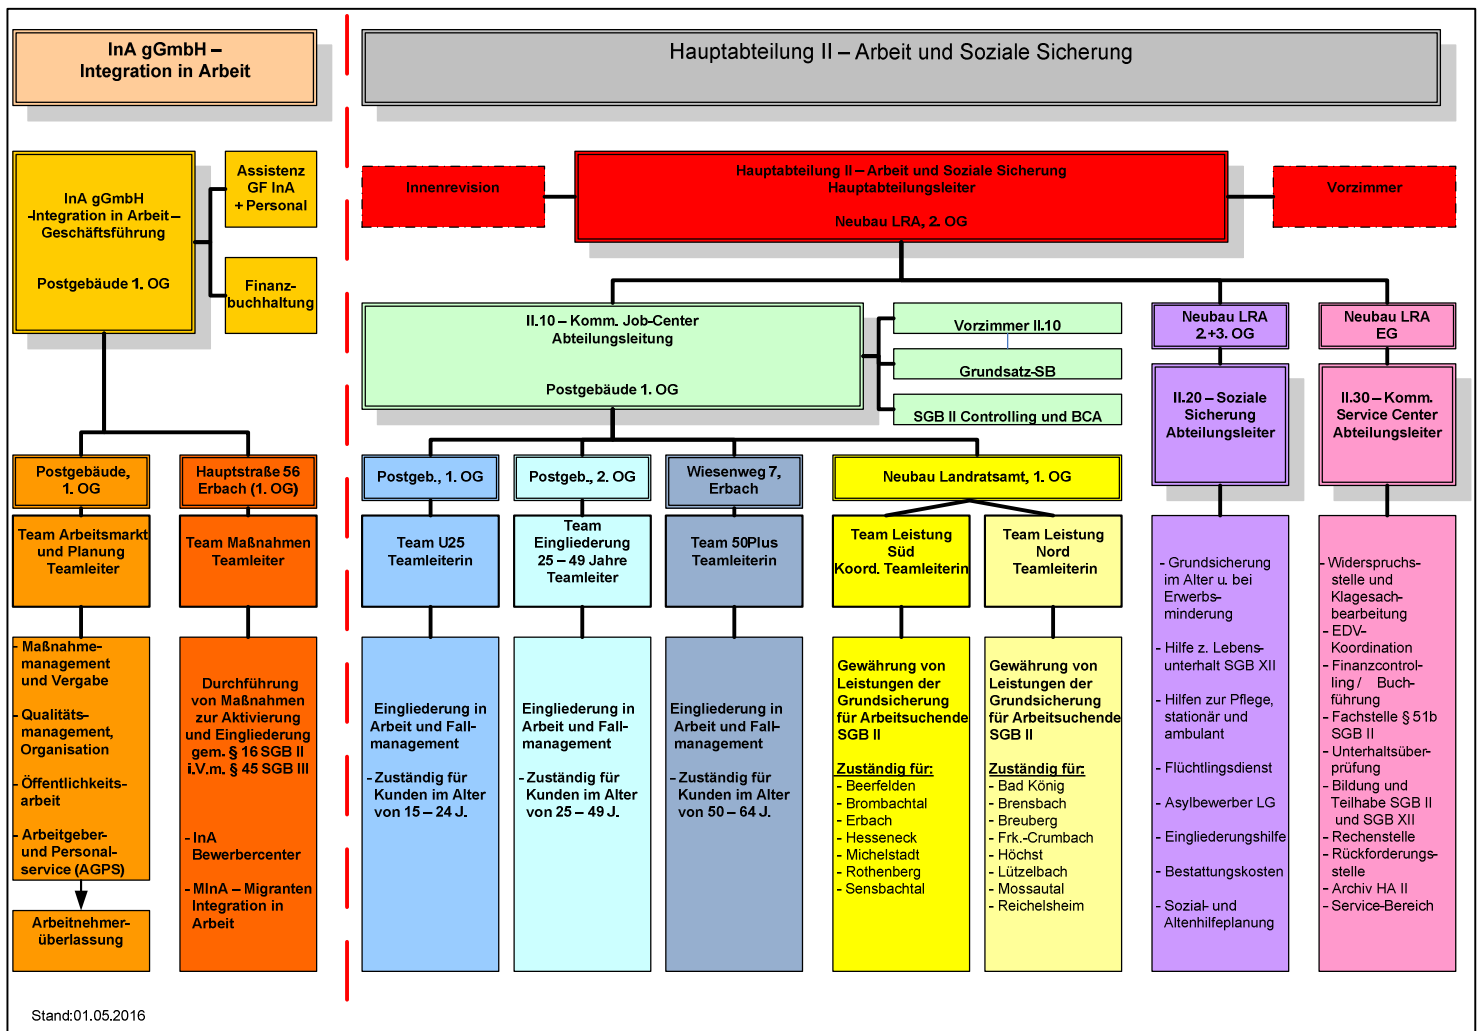 InA gGmbH –
Integration in Arbeit
Hauptabteilung II – Arbeit und Soziale Sicherung
InA gGmbH
-Integration in Arbeit –
Geschäftsführung
Postgebäude 1. OG
Assistenz
GF InA
+ Personal
Finanz-
buchhaltung
Innenrevision
Hauptabteilung II – Arbeit und Soziale Sicherung
Hauptabteilungsleiter
Neubau LRA, 2. OG
Vorzimmer
II.10 – Komm. Job-Center
Abteilungsleitung
Postgebäude 1. OG
Vorzimmer II.10
Grundsatz-SB
SGB II Controlling und BCA
Neubau LRA
2.+3. OG
II.20 – Soziale
Sicherung
Abteilungsleiter
Neubau LRA
EG
II.30 – Komm.
Service Center
Abteilungsleiter
Postgebäude,
1. OG
Team Arbeitsmarkt
und Planung
Teamleiter
- Maßnahme-
management
und Vergabe
- Qualitäts-
management,
Organisation
- Öffentlichkeits-
arbeit
- Arbeitgeber-
und Personal-
service (AGPS)
Arbeitnehmer-
überlassung
Hauptstraße 56
Erbach (1. OG)
Team Maßnahmen
Teamleiter
Durchführung
von Maßnahmen
zur Aktivierung
und Eingliederung
gem. § 16 SGB II
i.V.m. § 45 SGB III
- InA
Bewerbercenter
- MInA – Migranten
Integration in
Arbeit
Postgeb., 1. OG
Team U25
Teamleiterin
Eingliederung in
Arbeit und Fall-
management
- Zuständig für
Kunden im Alter
von 15 – 24 J.
Postgeb., 2. OG
Team
Eingliederung
25 – 49 Jahre
Teamleiter
Eingliederung in
Arbeit und Fall-
management
- Zuständig für
Kunden im Alter
von 25 – 49 J.
Wiesenweg 7,
Erbach
Team 50Plus
Teamleiterin
Eingliederung in
Arbeit und Fall-
management
- Zuständig für
Kunden im Alter
von 50 – 64 J.
Neubau Landratsamt, 1. OG
Team Leistung
Süd
Koord. Teamleiterin
Gewährung von
Leistungen der
Grundsicherung
für Arbeitsuchende
SGB II
Zuständig für:
- Beerfelden
- Brombachtal
- Erbach
- Hesseneck
- Michelstadt
- Rothenberg
- Sensbachtal
Team Leistung
Nord
Teamleiterin
Gewährung von
Leistungen der
Grundsicherung
für Arbeitsuchende
SGB II
Zuständig für:
- Bad König
- Brensbach
- Breuberg
- Frk.-Crumbach
- Höchst
- Lützelbach
- Mossautal
- Reichelsheim
- Grundsicherung
im Alter u. bei
Erwerbs-
minderung
- Hilfe z. Lebens-
unterhalt SGB XII
- Hilfen zur Pflege,
stationär und
ambulant
- Flüchtlingsdienst
- Asylbewerber LG
- Eingliederungshilfe
- Bestattungskosten
- Sozial- und
Altenhilfeplanung
- Widerspruchs-
stelle und
Klagesach-
bearbeitung
- EDV-
Koordination
- Finanzcontrol-
ling / Buch-
führung
- Fachstelle § 51b
SGB II
- Unterhaltsüber-
prüfung
- Bildung und
Teilhabe SGB II
und SGB XII
- Rechenstelle
- Rückforderungs-
stelle
- Archiv HA II
- Service-Bereich
Stand:01.05.2016